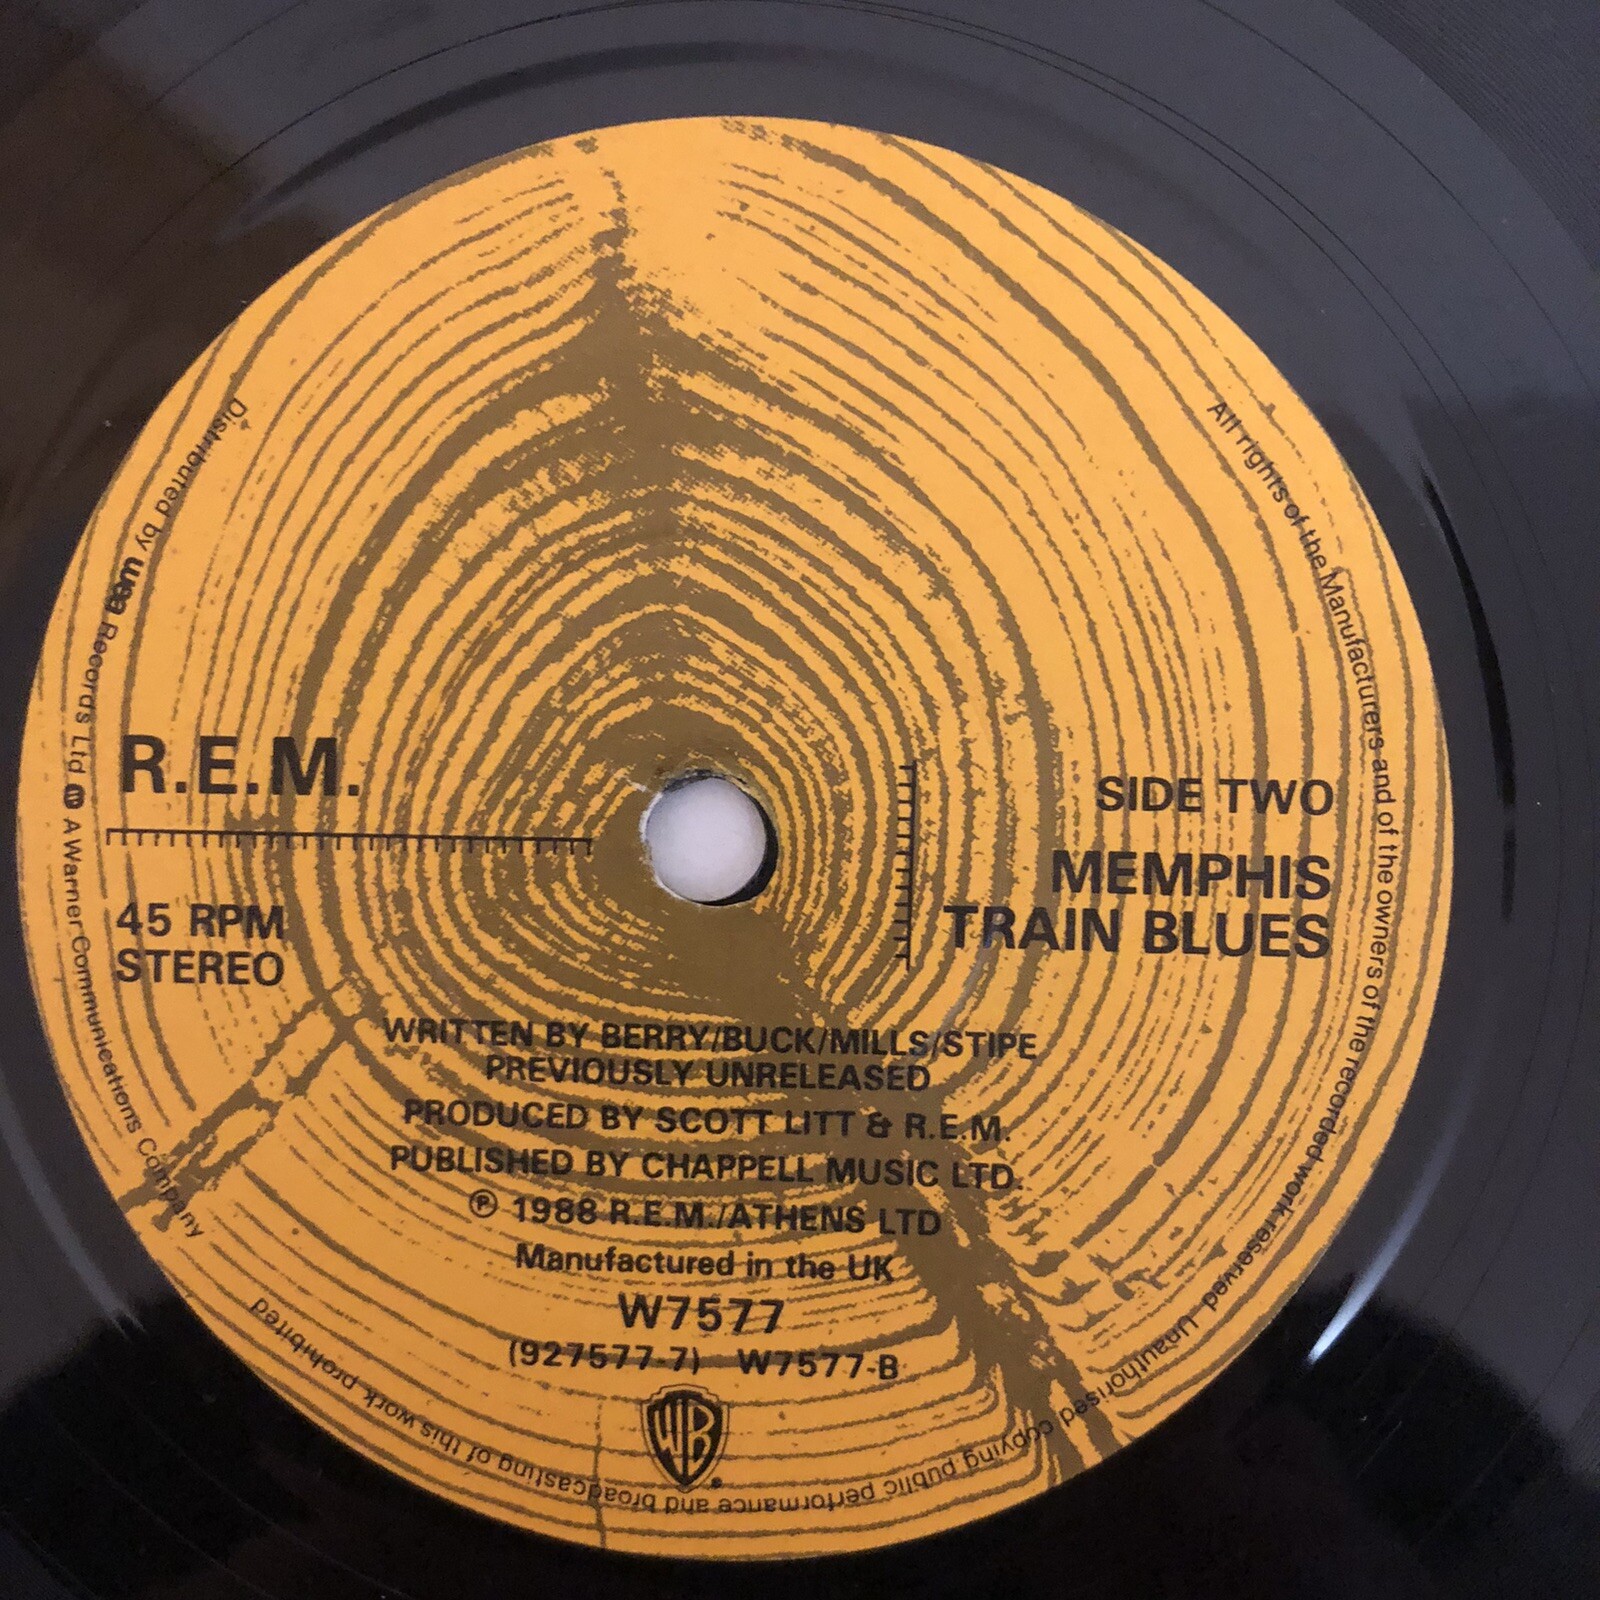 R.E.M.
45 RPM
STEREO
SIDE TWO
MEMPHIS
TRAIN BLUES
WRITTEN BY BERRY/BUCK/MILLS/STIPE
PREVIOUSLY UNRELEASED
PRODUCED BY SCOTT LITT & R.E.M.
PUBLISHED BY CHAPPELL MUSIC LTD.
℗ 1988 R.E.M./ATHENS LTD
Manufactured in the UK
W7577
(927577-7) W7577-B
WB
Distributed by wea Records Ltd. A Warner Communications Company
All rights of the Manufacturers and of the owners of the recorded work reserved. Unauthorised copying public performance and broadcasting of this work prohibited